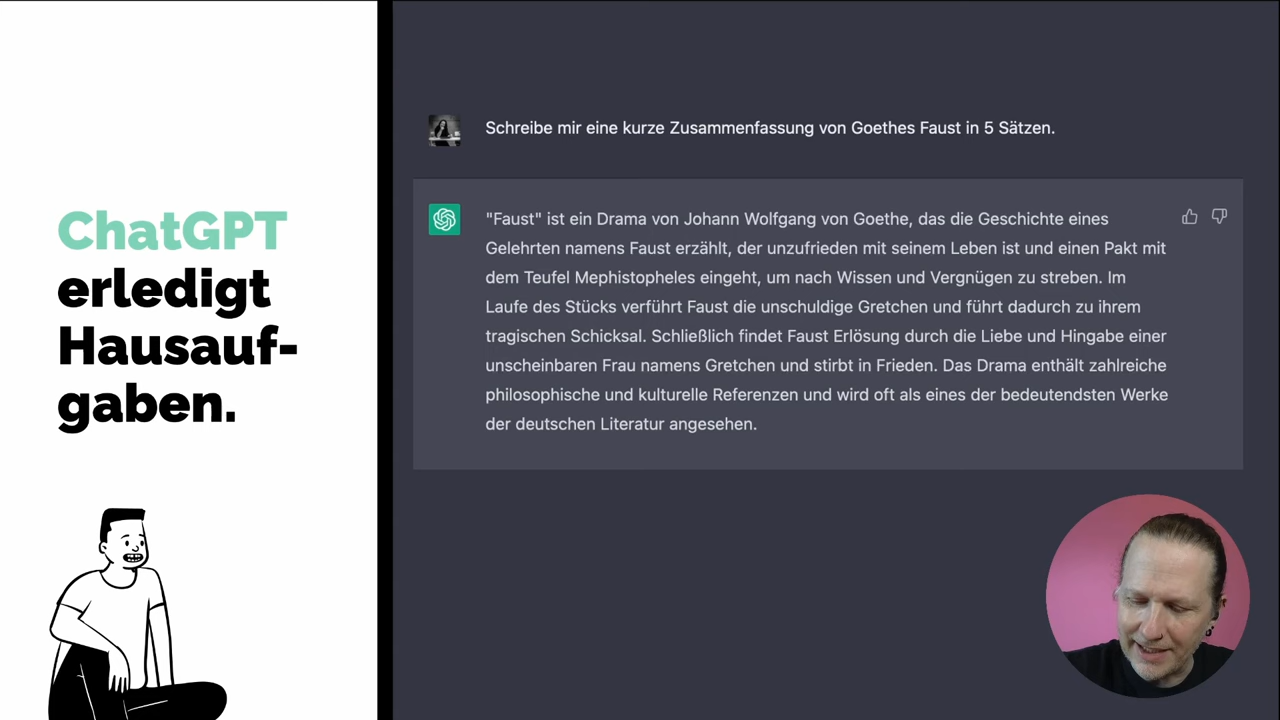 ChatGPT
erledigt
Hausauf-
gaben.
Schreibe mir eine kurze Zusammenfassung von Goethes Faust in 5 Sätzen.
"Faust" ist ein Drama von Johann Wolfgang von Goethe, das die Geschichte eines
Gelehrten namens Faust erzählt, der unzufrieden mit seinem Leben ist und einen Pakt mit
dem Teufel Mephistopheles eingeht, um nach Wissen und Vergnügen zu streben. Im
Laufe des Stücks verführt Faust die unschuldige Gretchen und führt dadurch zu ihrem
tragischen Schicksal. Schließlich findet Faust Erlösung durch die Liebe und Hingabe einer
unscheinbaren Frau namens Gretchen und stirbt in Frieden. Das Drama enthält zahlreiche
philosophische und kulturelle Referenzen und wird oft als eines der bedeutendsten Werke
der deutschen Literatur angesehen.